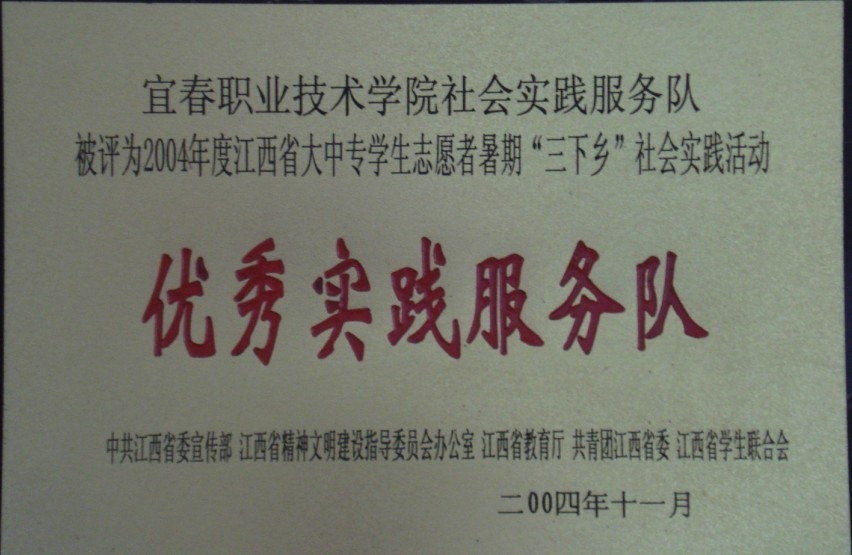 宜春职业技术学院社会实践服务队
被评为2004年度江西省大中专学生志愿者暑期“三下乡”社会实践活动
优秀实践服务队
中共江西省委宣传部 江西省精神文明建设指导委员会办公室 江西省教育厅 共青团江西省委 江西省学生联合会
二00四年十一月